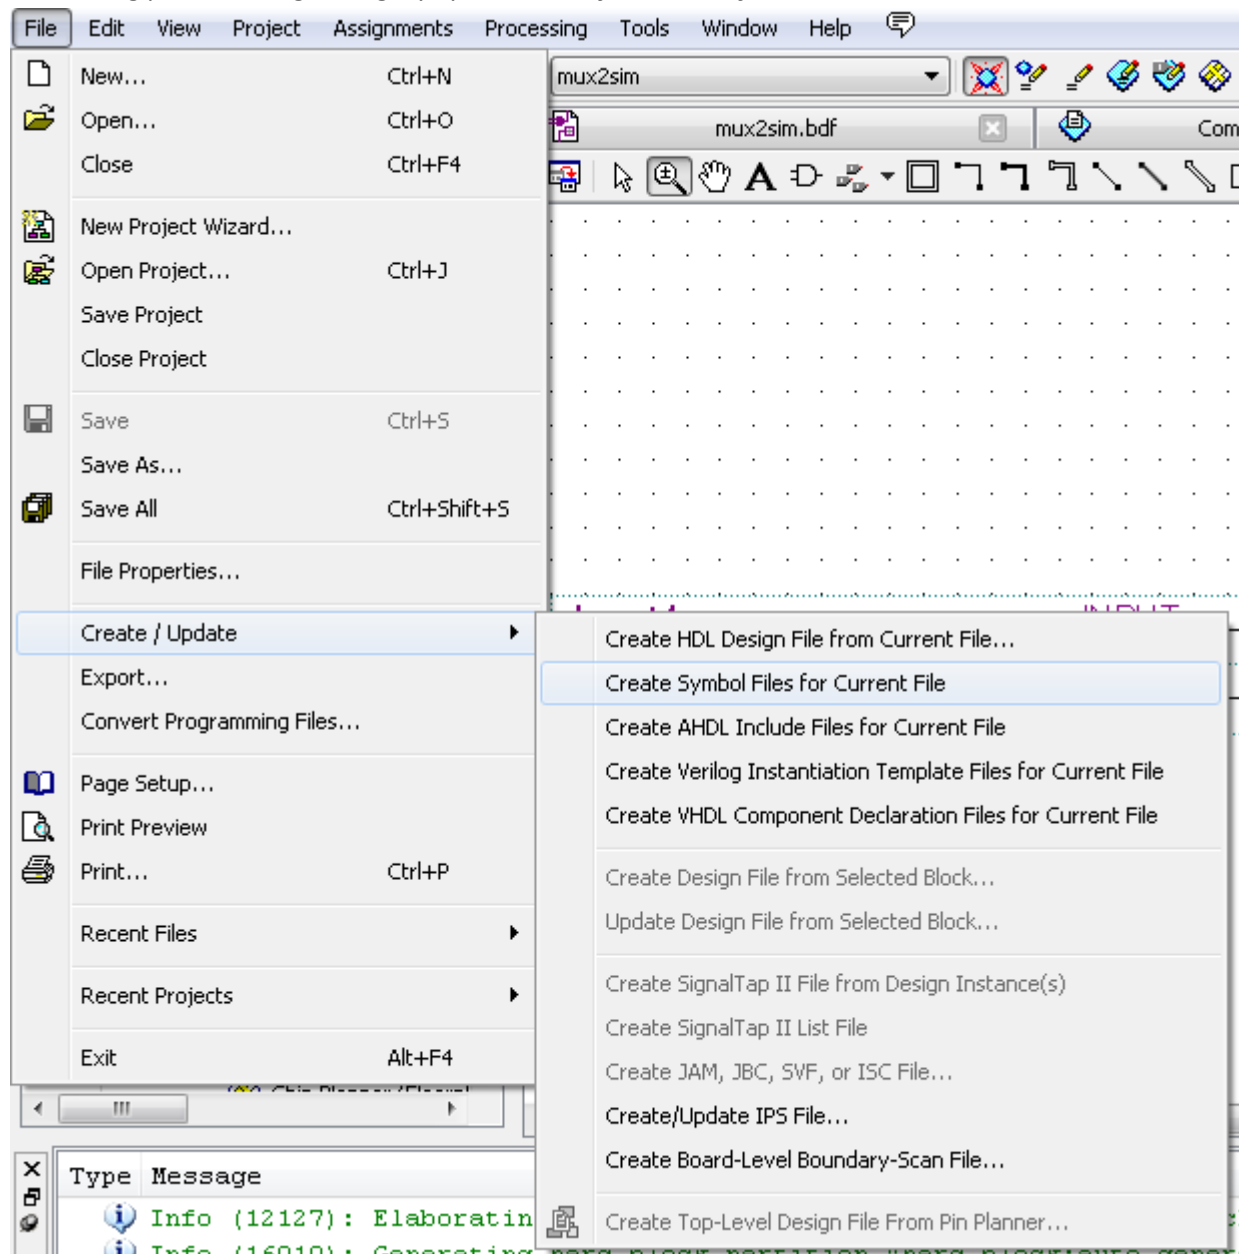 File Edit View Project Assignments Processing Tools Window Help
New... Ctrl+N
mux2sim
Open... Ctrl+O
mux2sim.bdf Com
Close Ctrl+F4
New Project Wizard...
Open Project... Ctrl+J
Save Project
Close Project
Save Ctrl+S
Save As...
Save All Ctrl+Shift+S
File Properties...
INPUT
Create / Update
Export...
Convert Programming Files...
Page Setup...
Print Preview
Print... Ctrl+P
Recent Files
Recent Projects
Exit Alt+F4
Create HDL Design File from Current File...
Create Symbol Files for Current File
Create AHDL Include Files for Current File
Create Verilog Instantiation Template Files for Current File
Create VHDL Component Declaration Files for Current File
Create Design File from Selected Block...
Update Design File from Selected Block...
Create SignalTap II File from Design Instance(s)
Create SignalTap II List File
Create JAM, JBC, SVF, or ISC File...
Create/Update IPS File...
Create Board-Level Boundary-Scan File...
Create Top-Level Design File From Pin Planner...
Type Message
Info (12127): Elaboratin